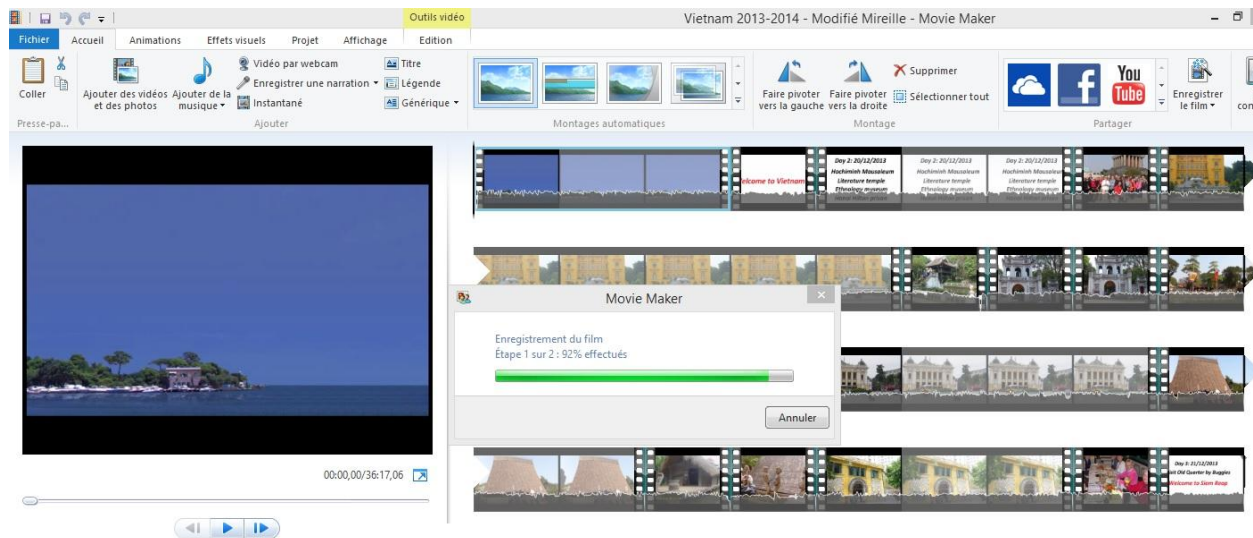 Outils vidéo
Vietnam 2013-2014 - Modifié Mireille - Movie Maker
Fichier Accueil Animations Effets visuels Projet Affichage Edition
Coller
Ajouter des vidéos et des photos
Ajouter de la musique
Vidéo par webcam
Enregistrer une narration
Instantané
Titre
Légende
Générique
Faire pivoter vers la gauche
Faire pivoter vers la droite
Supprimer
Sélectionner tout
f
You
Tube
Enregistrer le film
con
Presse-pa... Ajouter Montages automatiques Montage Partager
elcome to Vietnam
Day 2: 20/12/2013
Hochiminh Mausoleum
Literature temple
Ethnology museum
Day 2: 20/12/2013
Hochiminh Mausoleum
Literature temple
Ethnology museum
Day 2: 20/12/2013
Hochiminh Mausoleum
Literature temple
Ethnology museum
Movie Maker
Enregistrement du film
Étape 1 sur 2 : 92% effectués
Annuler
00:00,00/36:17,06
Day 3: 21/12/2013
Old Quarter by Buggies
Welcome to Siem Reap